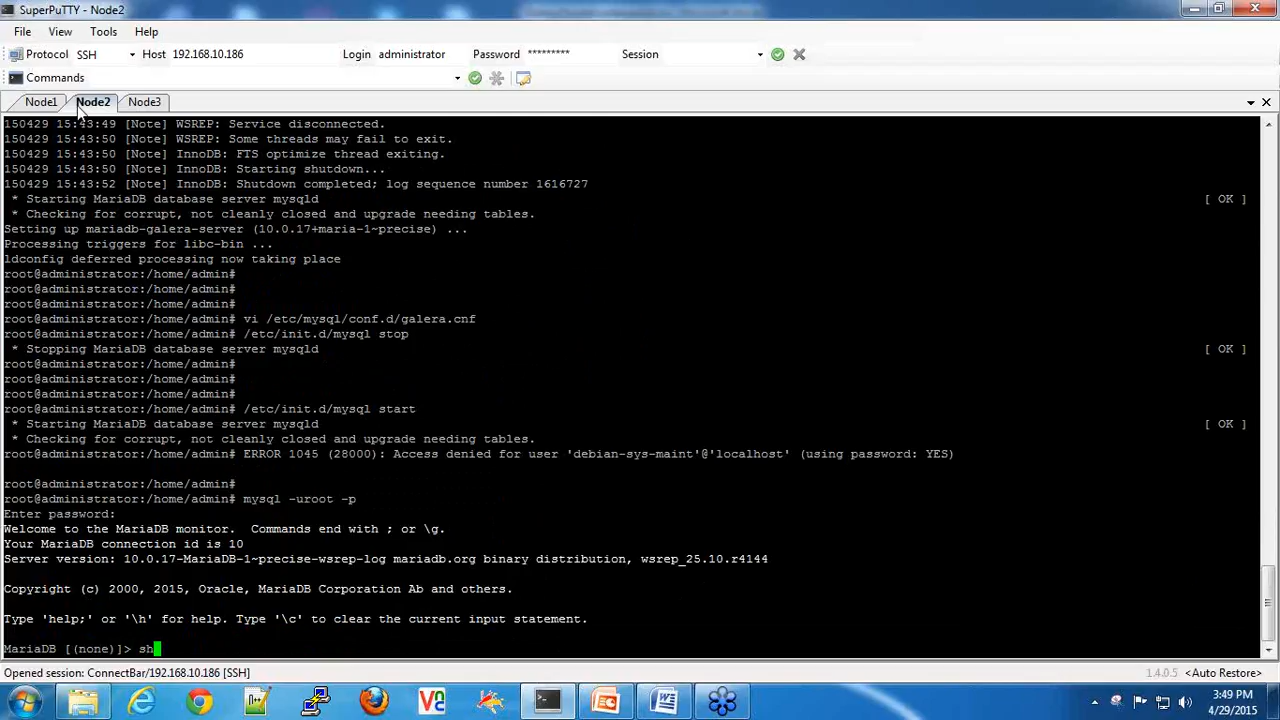 SuperPuTTY - Node2
File View Tools Help
Protocol SSH Host 192.168.10.186 Login administrator Password ********* Session
Commands
Node1 Node2 Node3
150429 15:43:49 [Note] WSREP: Service disconnected.
150429 15:43:50 [Note] WSREP: Some threads may fail to exit.
150429 15:43:50 [Note] InnoDB: FTS optimize thread exiting.
150429 15:43:50 [Note] InnoDB: Starting shutdown...
150429 15:43:52 [Note] InnoDB: Shutdown completed; log sequence number 1616727
* Starting MariaDB database server mysqld [ OK ]
* Checking for corrupt, not cleanly closed and upgrade needing tables.
Setting up mariadb-galera-server (10.0.17+maria-1~precise) ...
Processing triggers for libc-bin ...
ldconfig deferred processing now taking place
root@administrator:/home/admin#
root@administrator:/home/admin#
root@administrator:/home/admin#
root@administrator:/home/admin# vi /etc/mysql/conf.d/galera.cnf
root@administrator:/home/admin# /etc/init.d/mysql stop
* Stopping MariaDB database server mysqld [ OK ]
root@administrator:/home/admin#
root@administrator:/home/admin#
root@administrator:/home/admin#
root@administrator:/home/admin# /etc/init.d/mysql start
* Starting MariaDB database server mysqld [ OK ]
* Checking for corrupt, not cleanly closed and upgrade needing tables.
root@administrator:/home/admin# ERROR 1045 (28000): Access denied for user 'debian-sys-maint'@'localhost' (using password: YES)
root@administrator:/home/admin#
root@administrator:/home/admin# mysql -uroot -p
Enter password:
Welcome to the MariaDB monitor.  Commands end with ; or \g.
Your MariaDB connection id is 10
Server version: 10.0.17-MariaDB-1~precise-wsrep-log mariadb.org binary distribution, wsrep_25.10.r4144
Copyright (c) 2000, 2015, Oracle, MariaDB Corporation Ab and others.
Type 'help;' or '\h' for help. Type '\c' to clear the current input statement.
MariaDB [(none)]> sh
Opened session: ConnectBar/192.168.10.186 [SSH] 1.4.0.5 <Auto Restore>
3:49 PM
4/29/2015